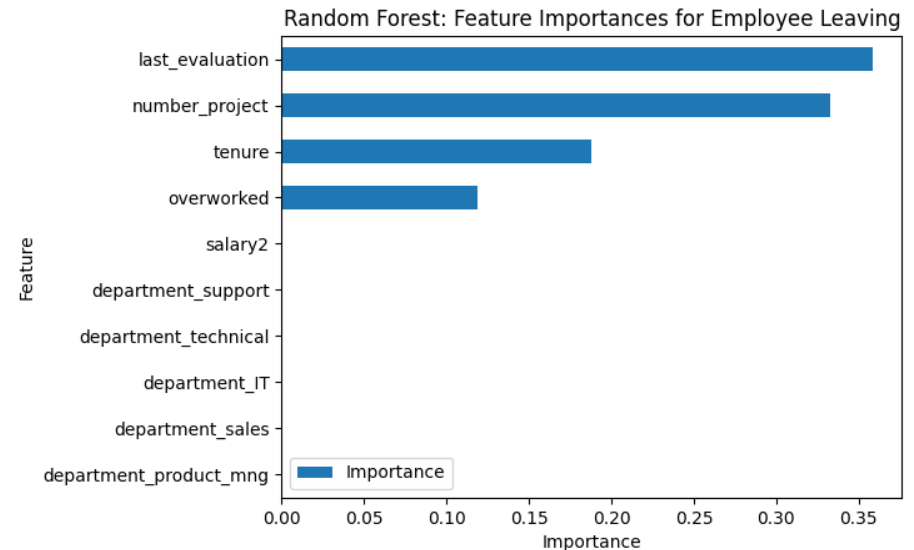 Random Forest: Feature Importances for Employee Leaving
last_evaluation
number_project
tenure
overworked
salary2
department_support
department_technical
department_IT
department_sales
department_product_mng
Feature
Importance
0.00 0.05 0.10 0.15 0.20 0.25 0.30 0.35
Importance